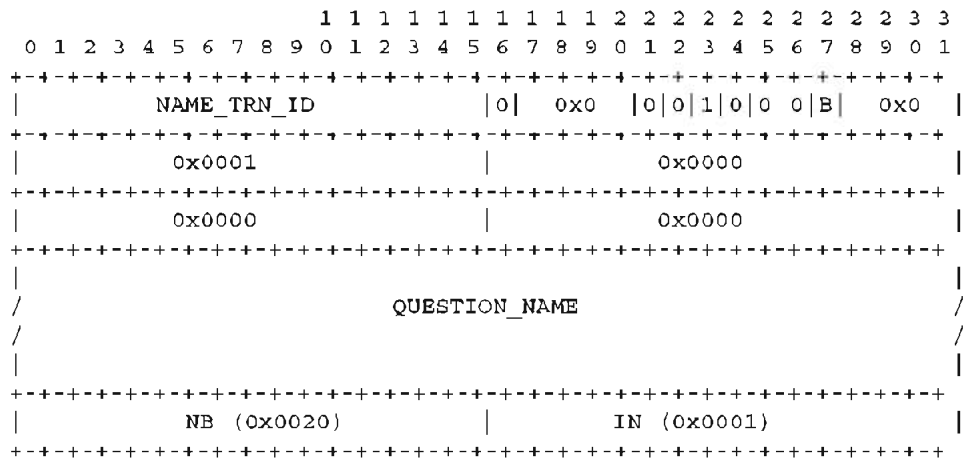 1 1 1 1 1 1 1 1 1 1 2 2 2 2 2 2 2 2 2 2 3 3
 0 1 2 3 4 5 6 7 8 9 0 1 2 3 4 5 6 7 8 9 0 1 2 3 4 5 6 7 8 9 0 1
+-+-+-+-+-+-+-+-+-+-+-+-+-+-+-+-+-+-+-+-+-+-+-+-+-+-+-+-+-+-+-+-+
|         NAME_TRN_ID           |0|  0x0  |0|0|1|0|0 0|B|  0x0  |
+-+-+-+-+-+-+-+-+-+-+-+-+-+-+-+-+-+-+-+-+-+-+-+-+-+-+-+-+-+-+-+-+
|          0x0001               |           0x0000              |
+-+-+-+-+-+-+-+-+-+-+-+-+-+-+-+-+-+-+-+-+-+-+-+-+-+-+-+-+-+-+-+-+
|          0x0000               |           0x0000              |
+-+-+-+-+-+-+-+-+-+-+-+-+-+-+-+-+-+-+-+-+-+-+-+-+-+-+-+-+-+-+-+-+
|                                                               |
/                         QUESTION_NAME                         /
/                                                               /
|                                                               |
+-+-+-+-+-+-+-+-+-+-+-+-+-+-+-+-+-+-+-+-+-+-+-+-+-+-+-+-+-+-+-+-+
|           NB (0x0020)         |        IN (0x0001)            |
+-+-+-+-+-+-+-+-+-+-+-+-+-+-+-+-+-+-+-+-+-+-+-+-+-+-+-+-+-+-+-+-+